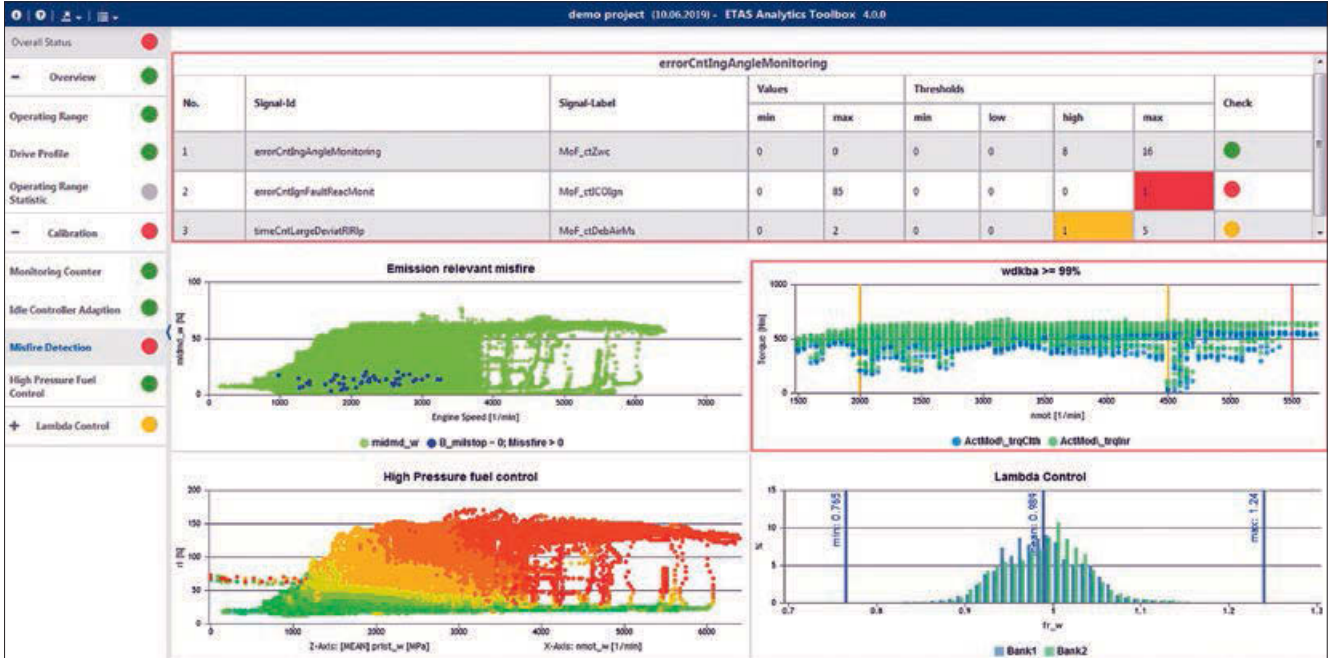 demo project (10.06.2019) - ETAS Analytics Toolbox 4.0.0
Overall Status
- Overview
Operating Range
Drive Profile
Operating Range
Statistic
- Calibration
Monitoring Counter
Idle Controller Adaption
Misfire Detection
High Pressure Fuel
Control
+ Lambda Control
errorCntIngAngleMonitoring
No. Signal-Id Signal-Label Values Thresholds Check
min max min low high max
1 errorCntIngAngleMonitoring MoF_ctZwc 0 0 0 0 8 16
2 errorCntIgnFaultReacMonit MoF_ctICOIgn 0 85 0 0 0 1
3 timeCntLargeDeviatRlRlp MoF_ctDebAirMs 0 2 0 0 1 5
Emission relevant misfire
midmd_w [%]
100
50
0
0 1000 2000 3000 4000 5000 6000 7000
Engine Speed [1/min]
midmd_w B_milstop = 0; Missfire > 0
wdkba >= 99%
Torque [Nm]
1000
500
0
1500 2000 2500 3000 3500 4000 4500 5000 5500
nmot [1/min]
ActMod\_trqClth ActMod\_trqInr
High Pressure fuel control
rl [%]
200
150
100
50
0
0 1000 2000 3000 4000 5000 6000
Z-Axis: [MEAN] prist_w [MPa] X-Axis: nmot_w [1/min]
Lambda Control
%
15
10
5
0
min: 0.765
mean: 0.989
max: 1.24
0.7 0.8 0.9 1 1.1 1.2 1.3
fr_w
Bank1 Bank2